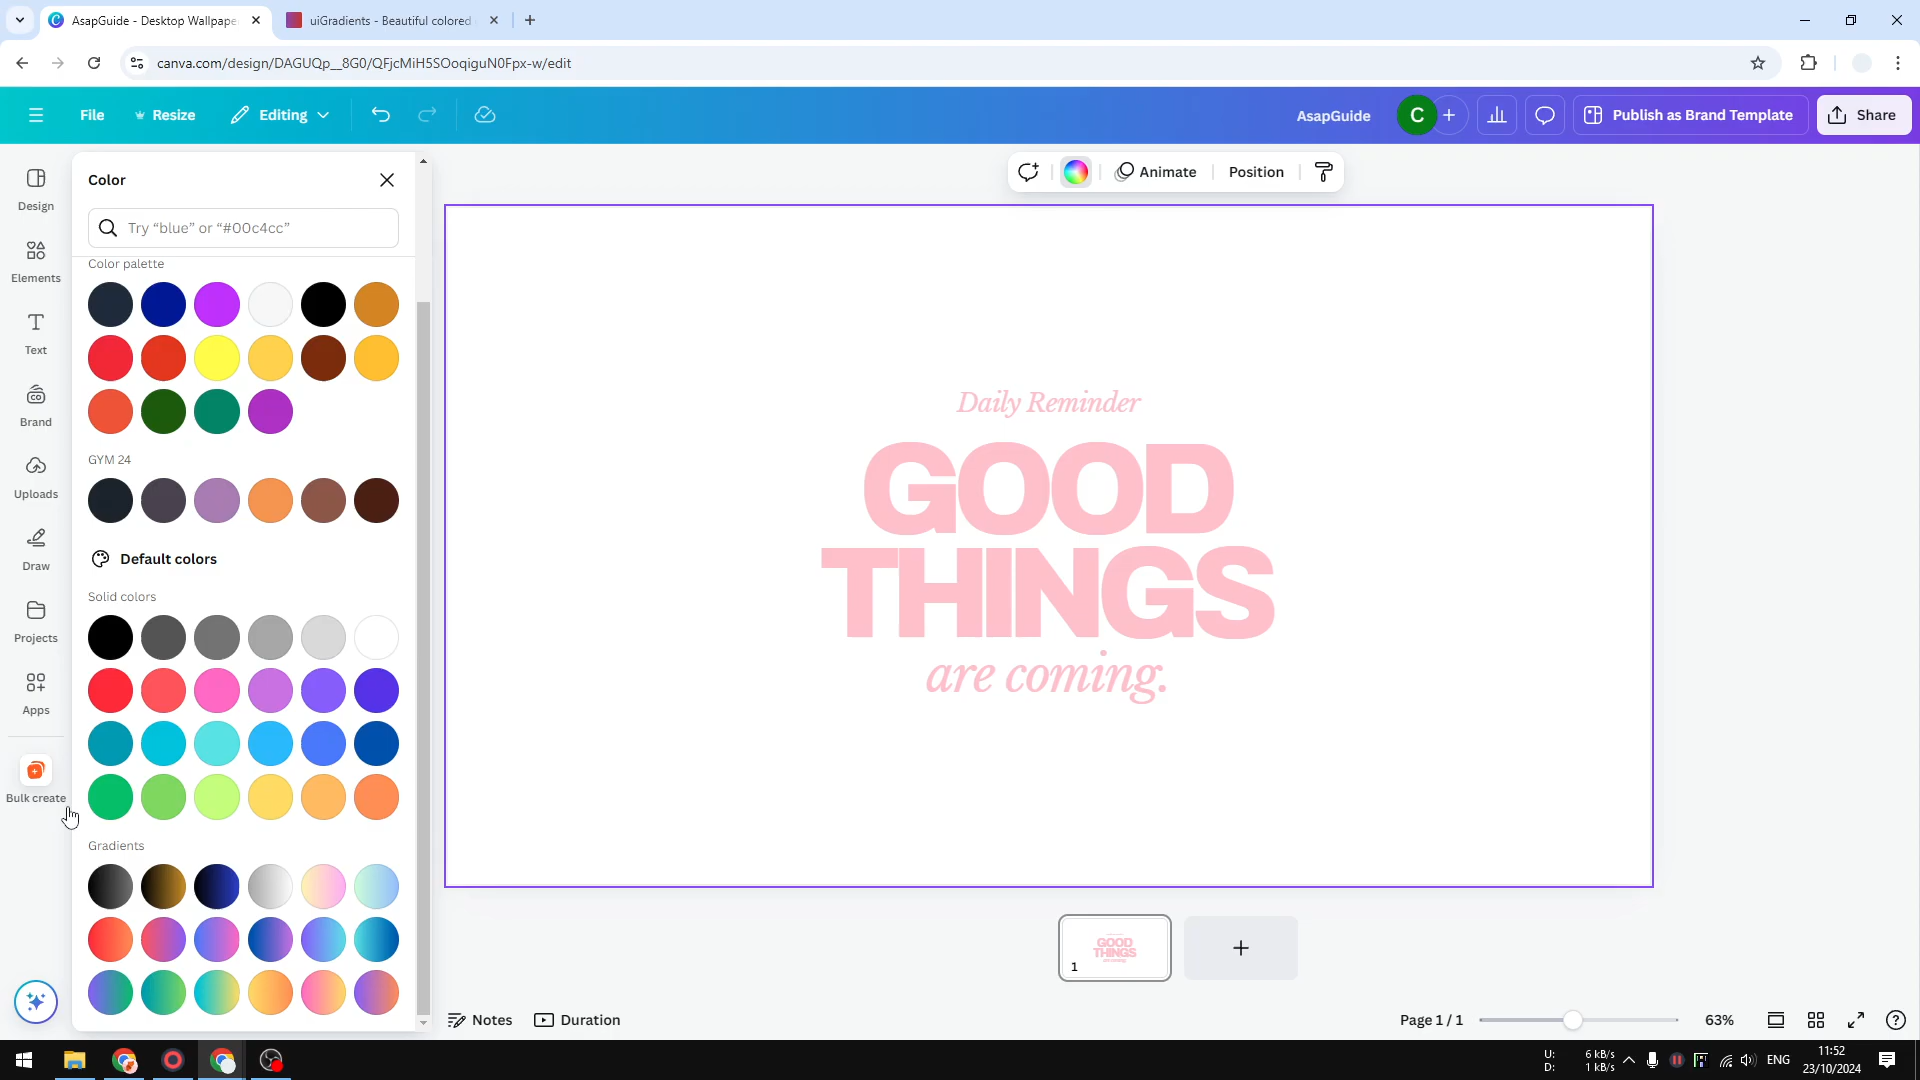 AsapGuide - Desktop Wallpape
uiGradients - Beautiful colored
canva.com/design/DAGUQp__8G0/QFjcMiH5SOoqiguN0Fpx-w/edit
File
Resize
Editing
AsapGuide
C
Publish as Brand Template
Share
Design
Elements
Text
Brand
Uploads
Draw
Projects
Apps
Bulk create
Color
Try “blue” or “#00c4cc”
Color palette
GYM 24
Default colors
Solid colors
Gradients
Animate
Position
Daily Reminder
GOOD
THINGS
are coming.
GOOD
THINGS
1
Notes
Duration
Page 1 / 1
63%
U: 6 kB/s
D: 1 kB/s
ENG
11:52
23/10/2024